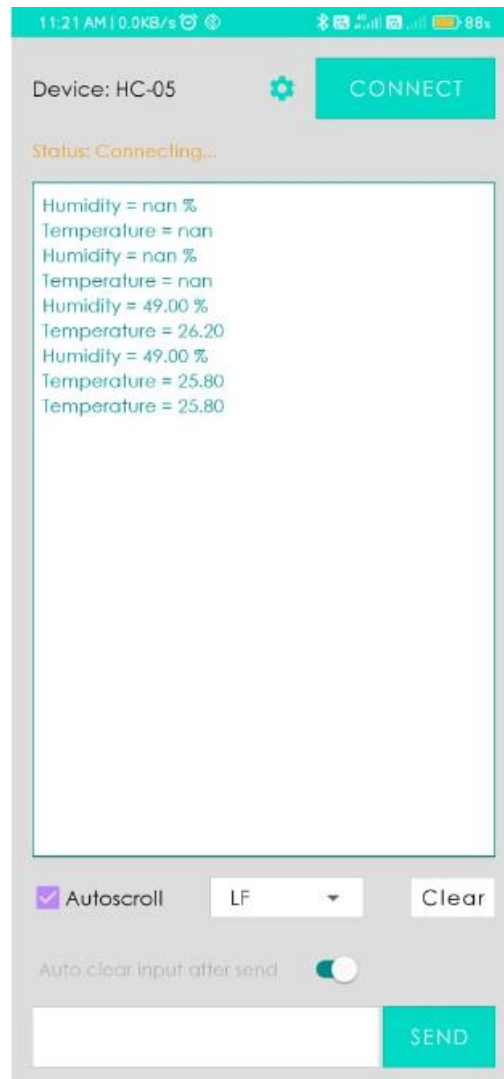 11:21 AM | 0.0KB/s 88%
Device: HC-05
CONNECT
Status: Connecting...
Humidity = nan %
Temperature = nan
Humidity = nan %
Temperature = nan
Humidity = 49.00 %
Temperature = 26.20
Humidity = 49.00 %
Temperature = 25.80
Temperature = 25.80
Autoscroll LF Clear
Auto clear input after send
SEND